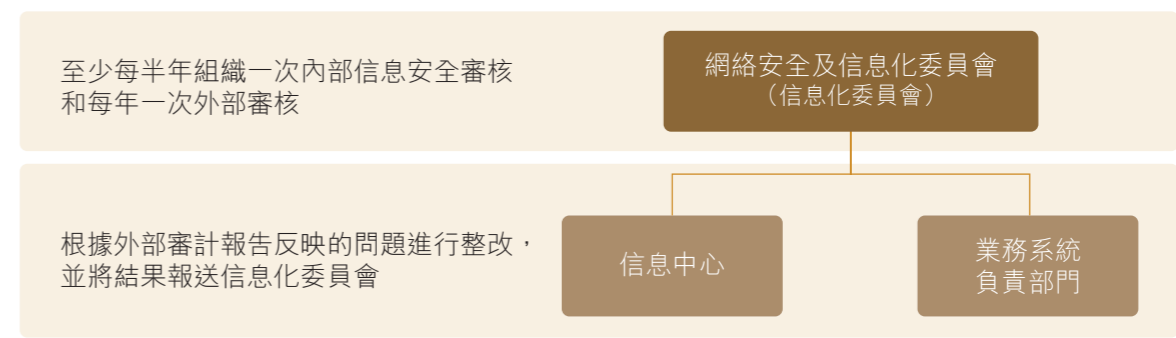 至少每半年組織一次內部信息安全審核
和每年一次外部審核
網絡安全及信息化委員會
（信息化委員會）
根據外部審計報告反映的問題進行整改，
並將結果報送信息化委員會
信息中心
業務系統
負責部門